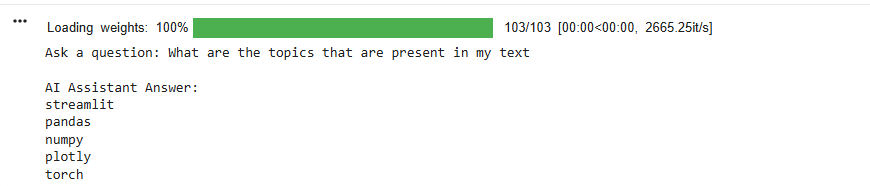 Loading weights: 100% 103/103 [00:00<00:00, 2665.25it/s]
Ask a question: What are the topics that are present in my text
AI Assistant Answer:
streamlit
pandas
numpy
plotly
torch